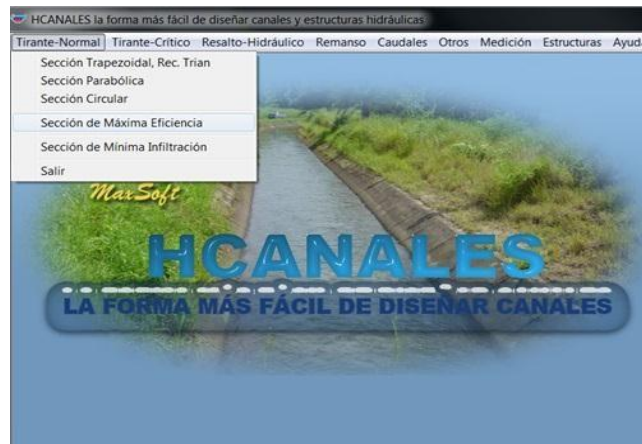 HCANALES la forma más fácil de diseñar canales y estructuras hidráulicas
Tirante-Normal Tirante-Crítico Resalto-Hidráulico Remanso Caudales Otros Medición Estructuras Ayud
Sección Trapezoidal, Rec. Trian
Sección Parabólica
Sección Circular
Sección de Máxima Eficiencia
Sección de Mínima Infiltración
Salir
MaxSoft
HCANALES
LA FORMA MÁS FÁCIL DE DISEÑAR CANALES